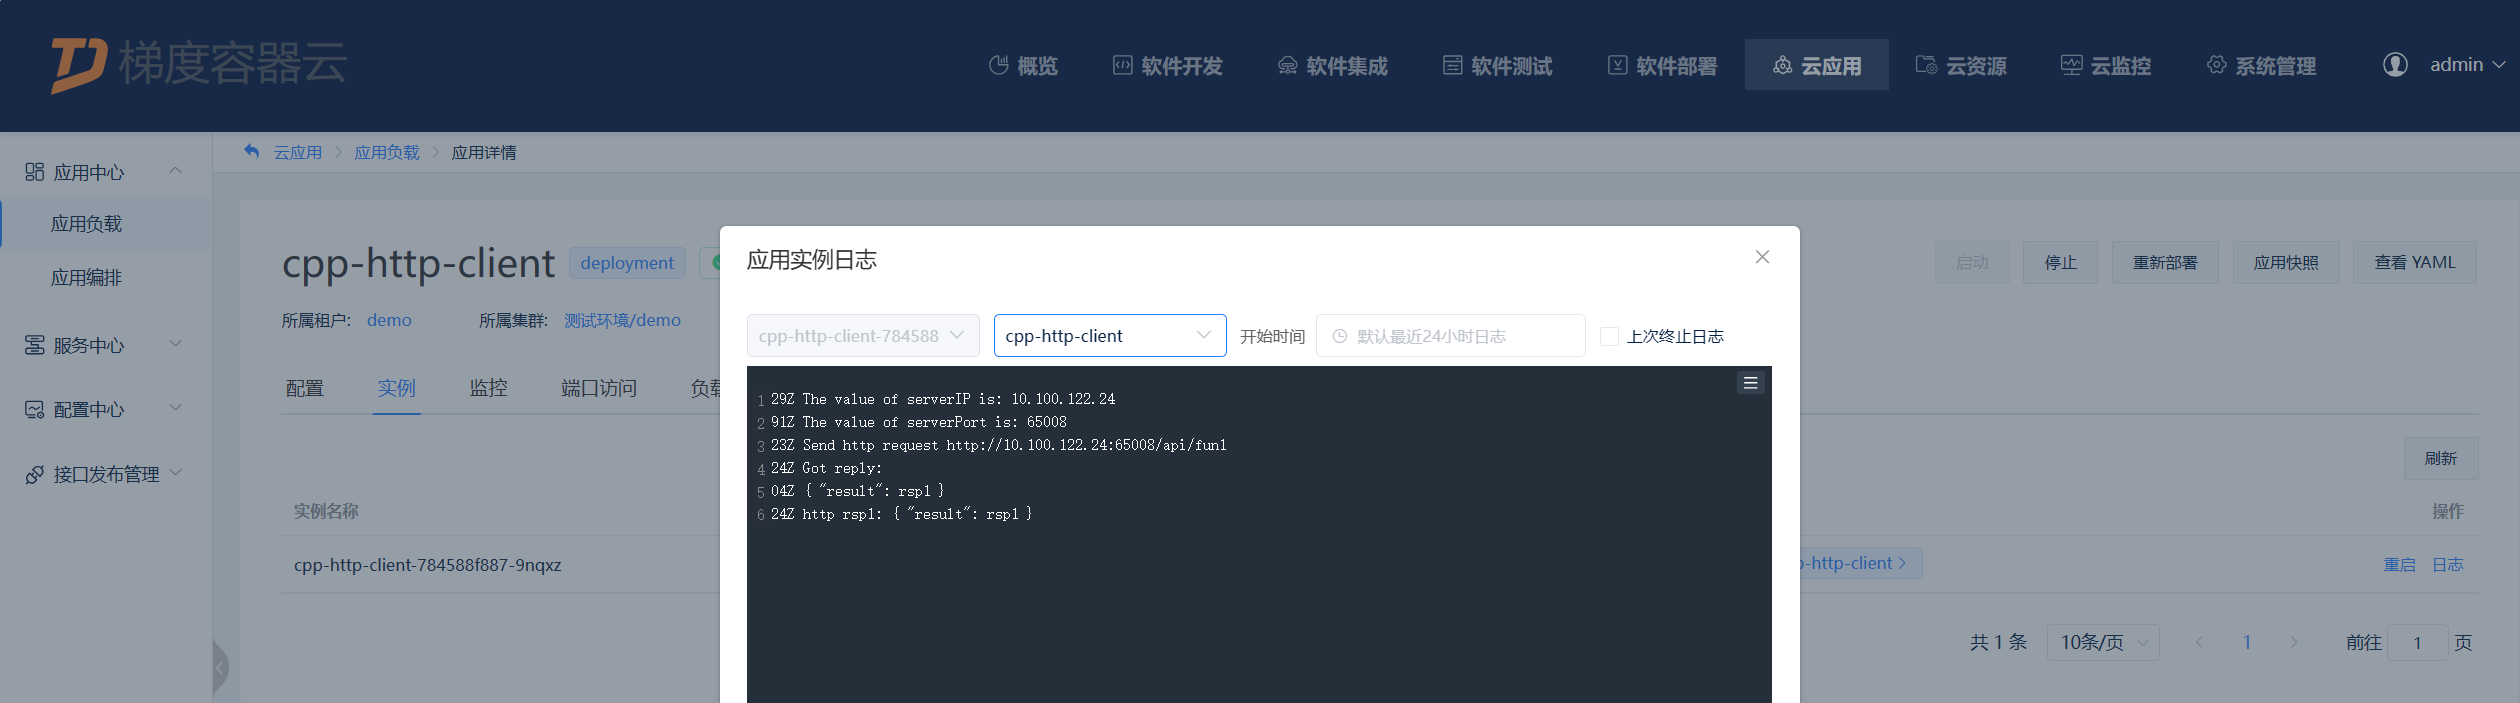 梯度容器云
概览 软件开发 软件集成 软件测试 软件部署 云应用 云资源 云监控 系统管理 admin
应用中心
应用负载
应用编排
服务中心
配置中心
接口发布管理
云应用 > 应用负载 > 应用详情
cpp-http-client deployment
启动 停止 重新部署 应用快照 查看 YAML
所属租户: demo 所属集群: 测试环境/demo
配置 实例 监控 端口访问 负载
刷新
实例名称 操作
cpp-http-client-784588f887-9nqxz -http-client > 重启 日志
共 1 条 10条/页 < 1 > 前往 1 页
应用实例日志
cpp-http-client-784588 cpp-http-client 开始时间 默认最近24小时日志 上次终止日志
1 29Z The value of serverIP is: 10.100.122.24
2 91Z The value of serverPort is: 65008
3 23Z Send http request http://10.100.122.24:65008/api/fun1
4 24Z Got reply:
5 04Z { "result": rsp1 }
6 24Z http rsp1: { "result": rsp1 }